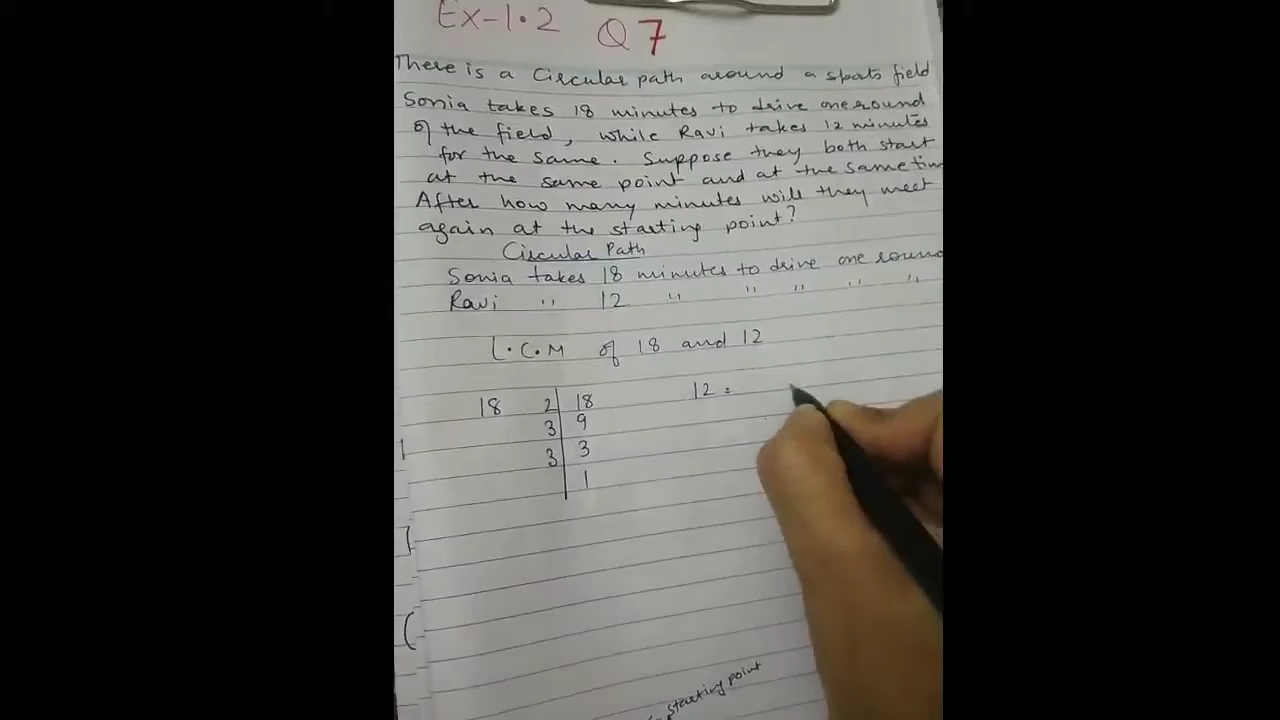 Ex-1.2 Q7
There is a Circular path around a sports field
Sonia takes 18 minutes to drive one round
of the field, while Ravi takes 12 minutes
for the same. Suppose they both start
at the same point and at the same tim
After how many minutes will they meet
again at the starting point?
Circular Path
Sonia takes 18 minutes to drive one round
Ravi " 12 " " " " "
L.C.M of 18 and 12
18 2 18 12 =
3 9
3 3
1
starting point